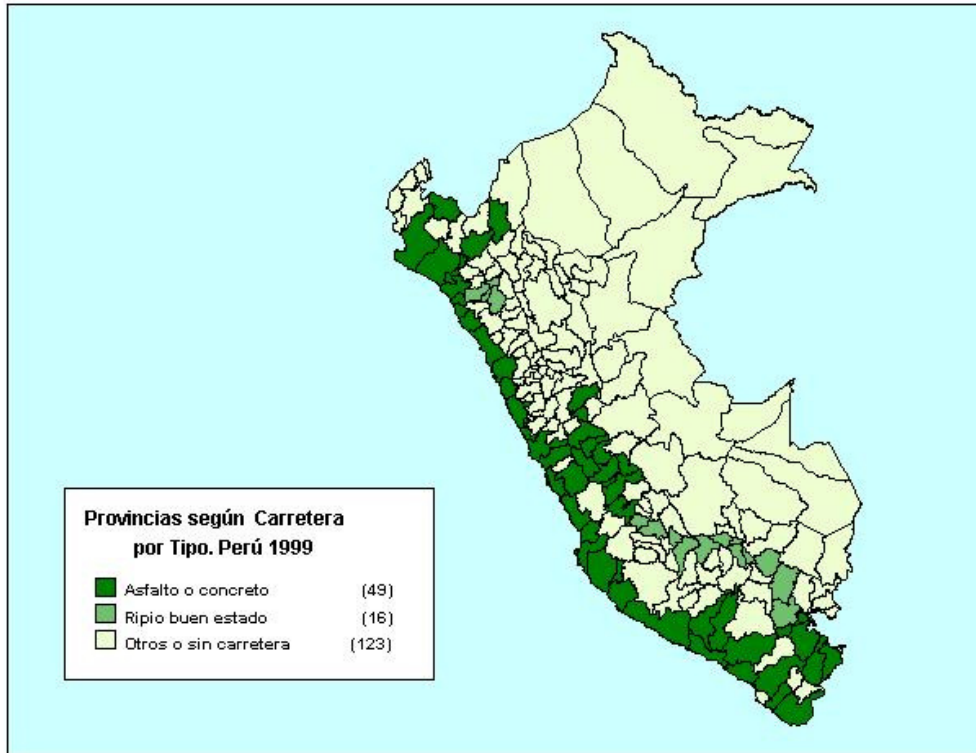 Provincias según Carretera
por Tipo. Perú 1999
Asfalto o concreto (49)
Ripio buen estado (16)
Otros o sin carretera (123)